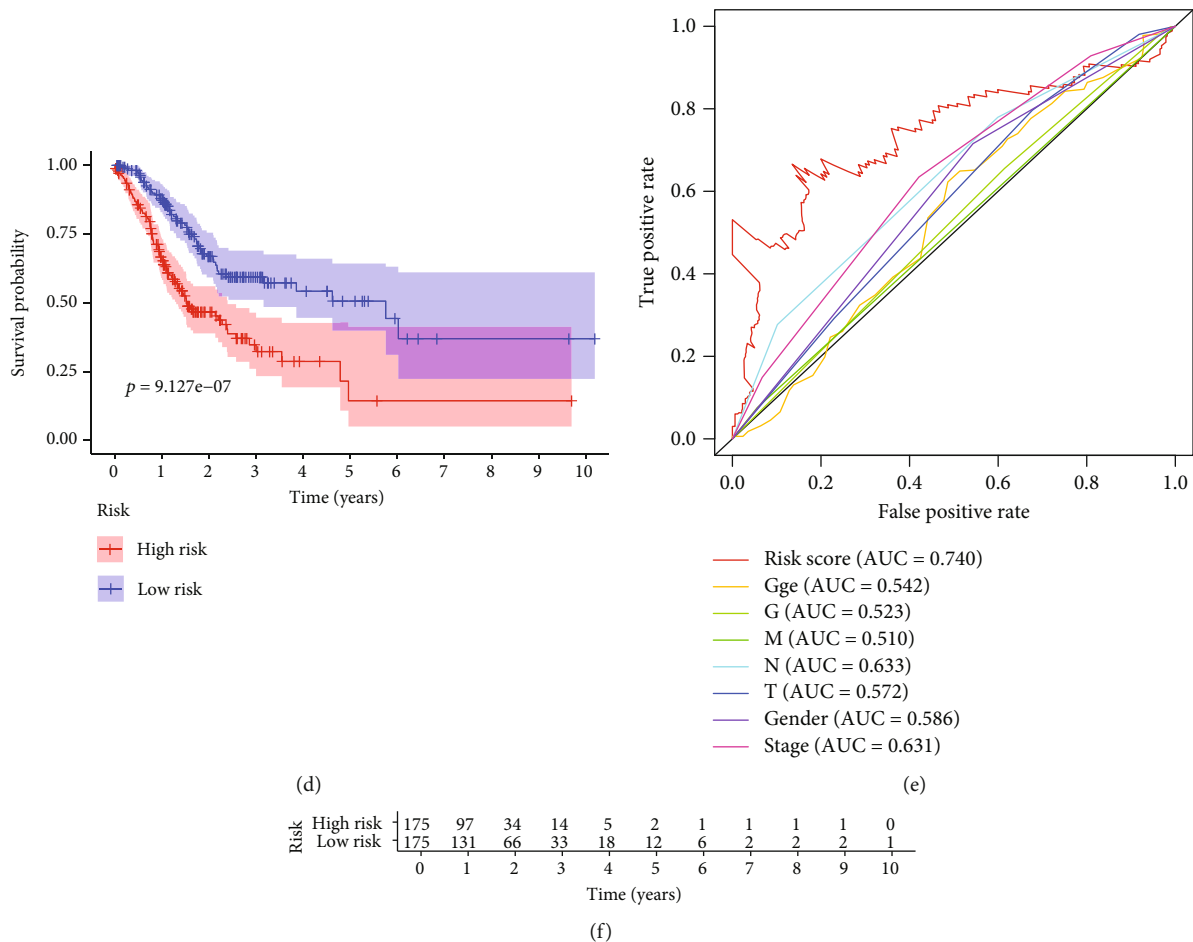 1.00
0.75
0.50
0.25
0.00
Survival probability
p = 9.127e–07
0 1 2 3 4 5 6 7 8 9 10
Time (years)
Risk
High risk
Low risk
(d)
1.0
0.8
0.6
0.4
0.2
0.0
True positive rate
0.0 0.2 0.4 0.6 0.8 1.0
False positive rate
Risk score (AUC = 0.740)
Gge (AUC = 0.542)
G (AUC = 0.523)
M (AUC = 0.510)
N (AUC = 0.633)
T (AUC = 0.572)
Gender (AUC = 0.586)
Stage (AUC = 0.631)
(e)
Risk
High risk 175 97 34 14 5 2 1 1 1 1 0
Low risk 175 131 66 33 18 12 6 2 2 2 1
0 1 2 3 4 5 6 7 8 9 10
Time (years)
(f)